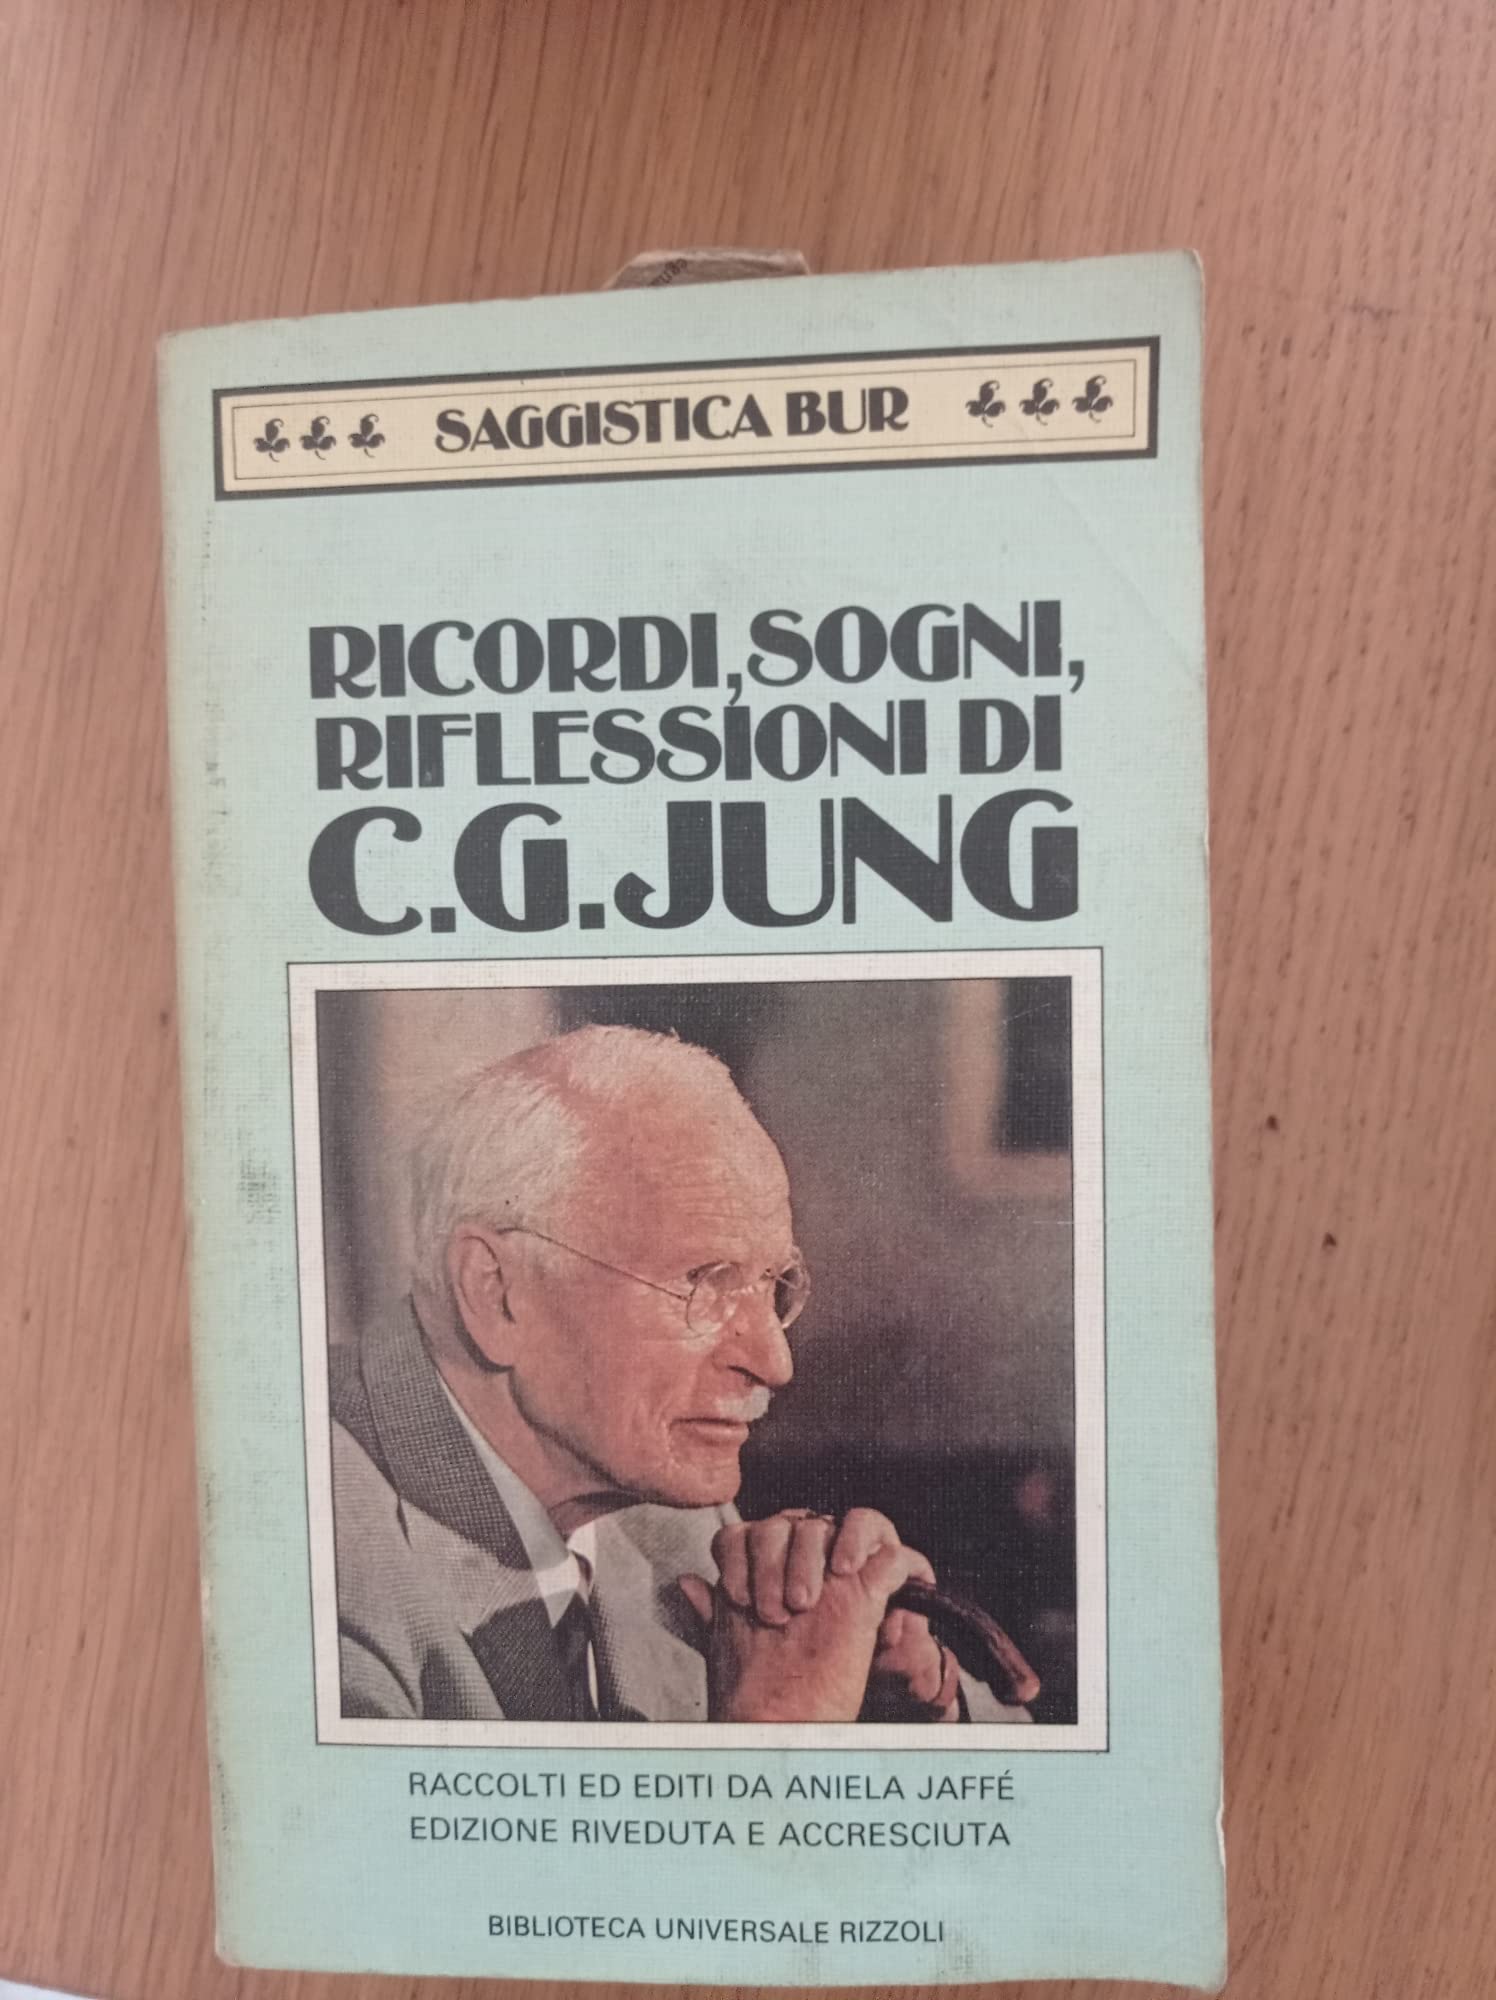 SAGGISTICA BUR
RICORDI, SOGNI,
RIFLESSIONI DI
C.G. JUNG
RACCOLTI ED EDITI DA ANIELA JAFFÉ
EDIZIONE RIVEDUTA E ACCRESCIUTA
BIBLIOTECA UNIVERSALE RIZZOLI